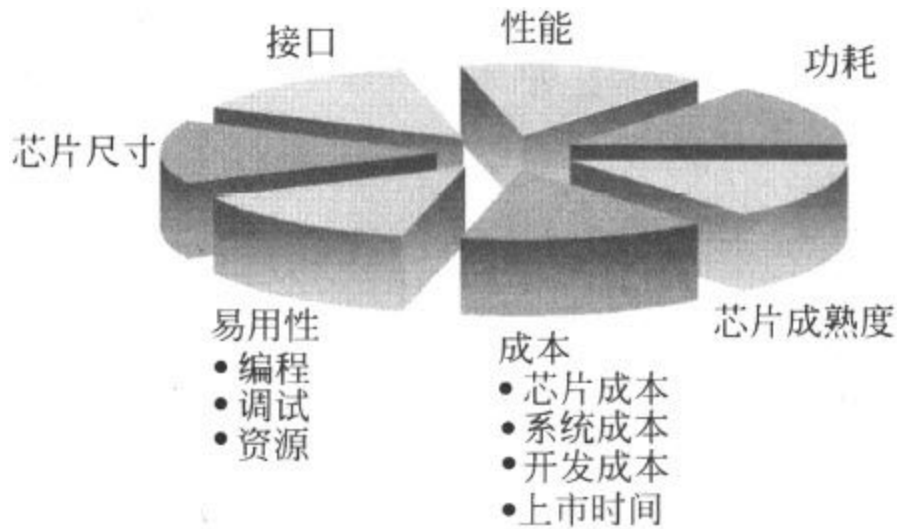 接口
性能
功耗
芯片尺寸
易用性
•编程
•调试
•资源
成本
•芯片成本
•系统成本
•开发成本
•上市时间
芯片成熟度